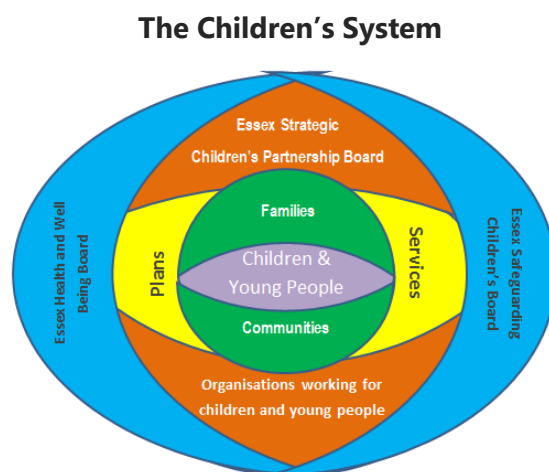 The Children's System
Essex Strategic
Children's Partnership Board
Families
Essex Health and Well
Being Board
Plans
Children &
Young People
Services
Essex Safeguarding
Children's Board
Communities
Organisations working for
children and young people